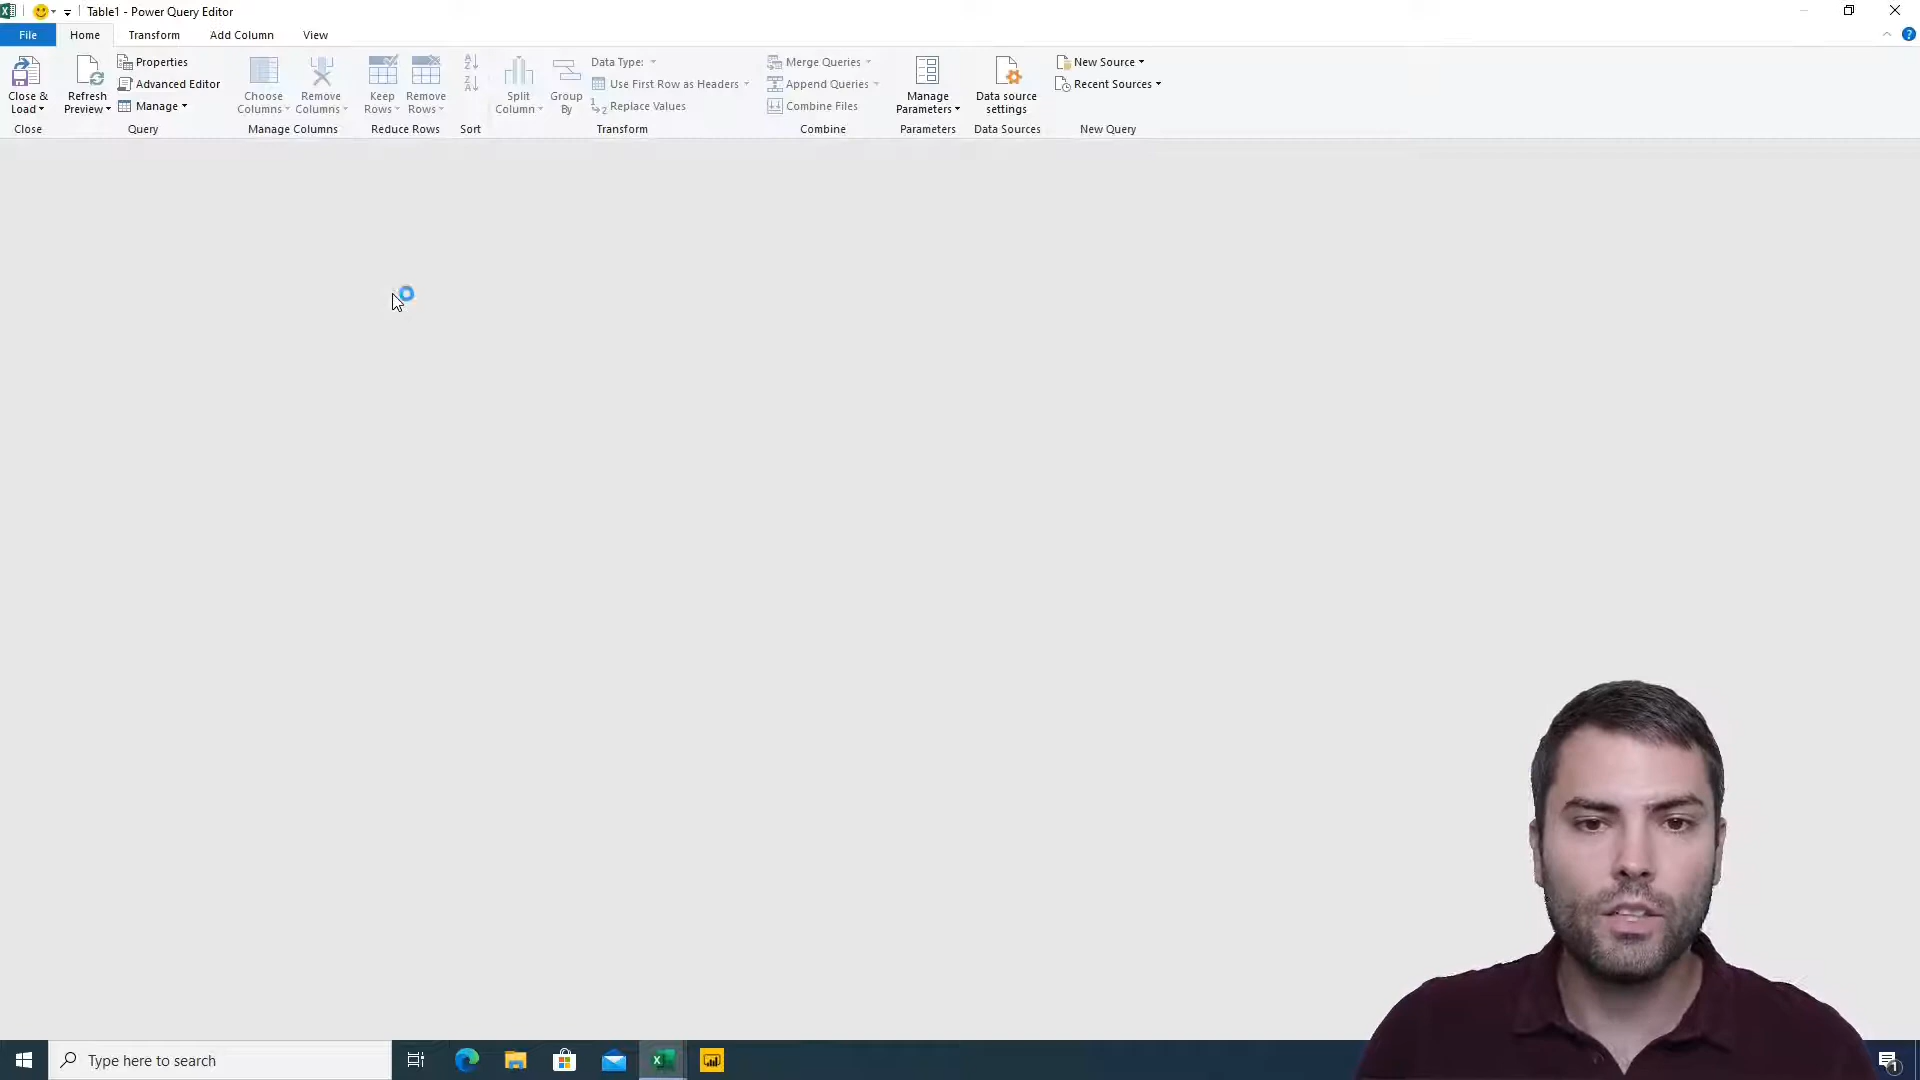 Table1 - Power Query Editor
File Home Transform Add Column View
Close & Load
Refresh Preview
Properties
Advanced Editor
Manage
Choose Columns
Remove Columns
Keep Rows
Remove Rows
Split Column
Group By
Data Type:
Use First Row as Headers
Replace Values
Merge Queries
Append Queries
Combine Files
Manage Parameters
Data source settings
New Source
Recent Sources
Close Query Manage Columns Reduce Rows Sort Transform Combine Parameters Data Sources New Query
Type here to search
1